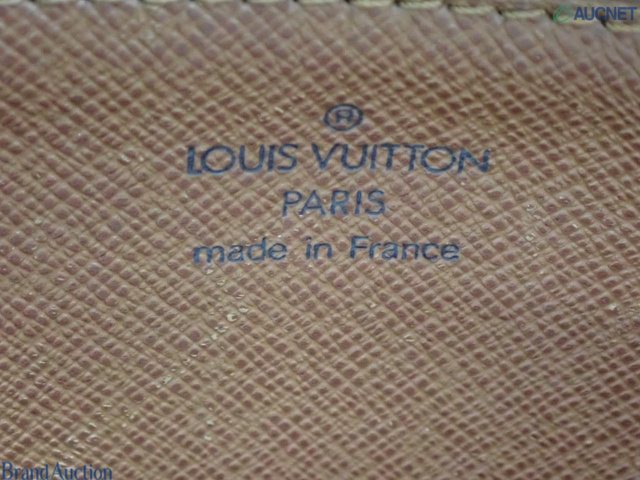 AUCNET
®
LOUIS VUITTON
PARIS
made in France
Brand Auction